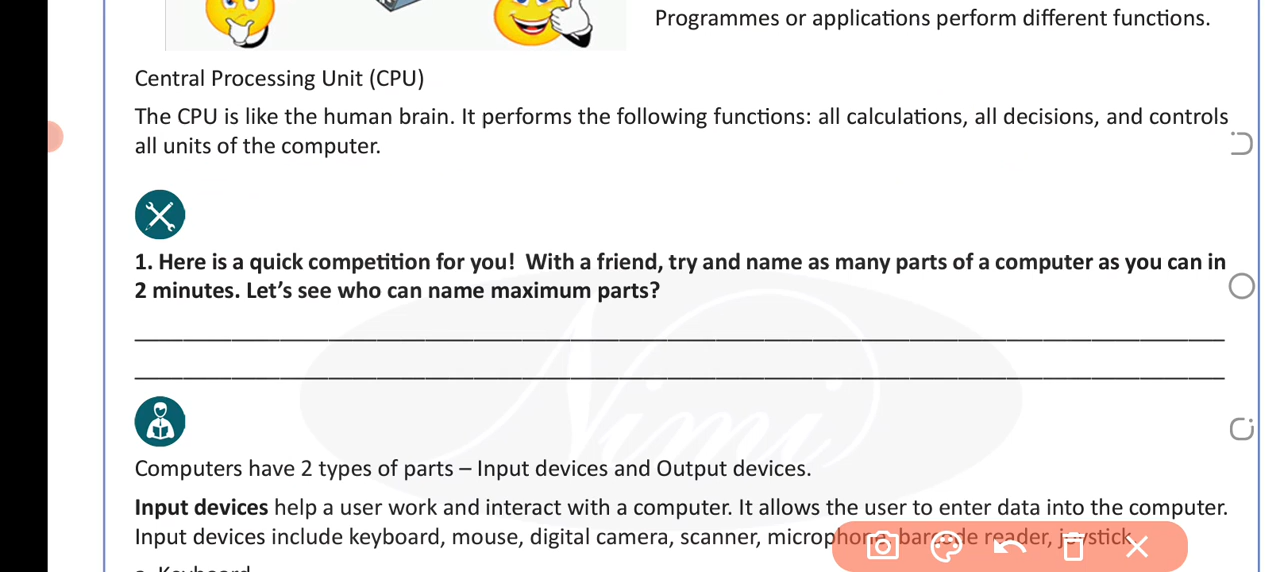 Programmes or applications perform different functions.
Central Processing Unit (CPU)
The CPU is like the human brain. It performs the following functions: all calculations, all decisions, and controls
all units of the computer.
1. Here is a quick competition for you!  With a friend, try and name as many parts of a computer as you can in
2 minutes. Let’s see who can name maximum parts?
Nimi
Computers have 2 types of parts – Input devices and Output devices.
Input devices help a user work and interact with a computer. It allows the user to enter data into the computer.
Input devices include keyboard, mouse, digital camera, scanner, microphone, barcode reader, joystick.
a. Keyboard